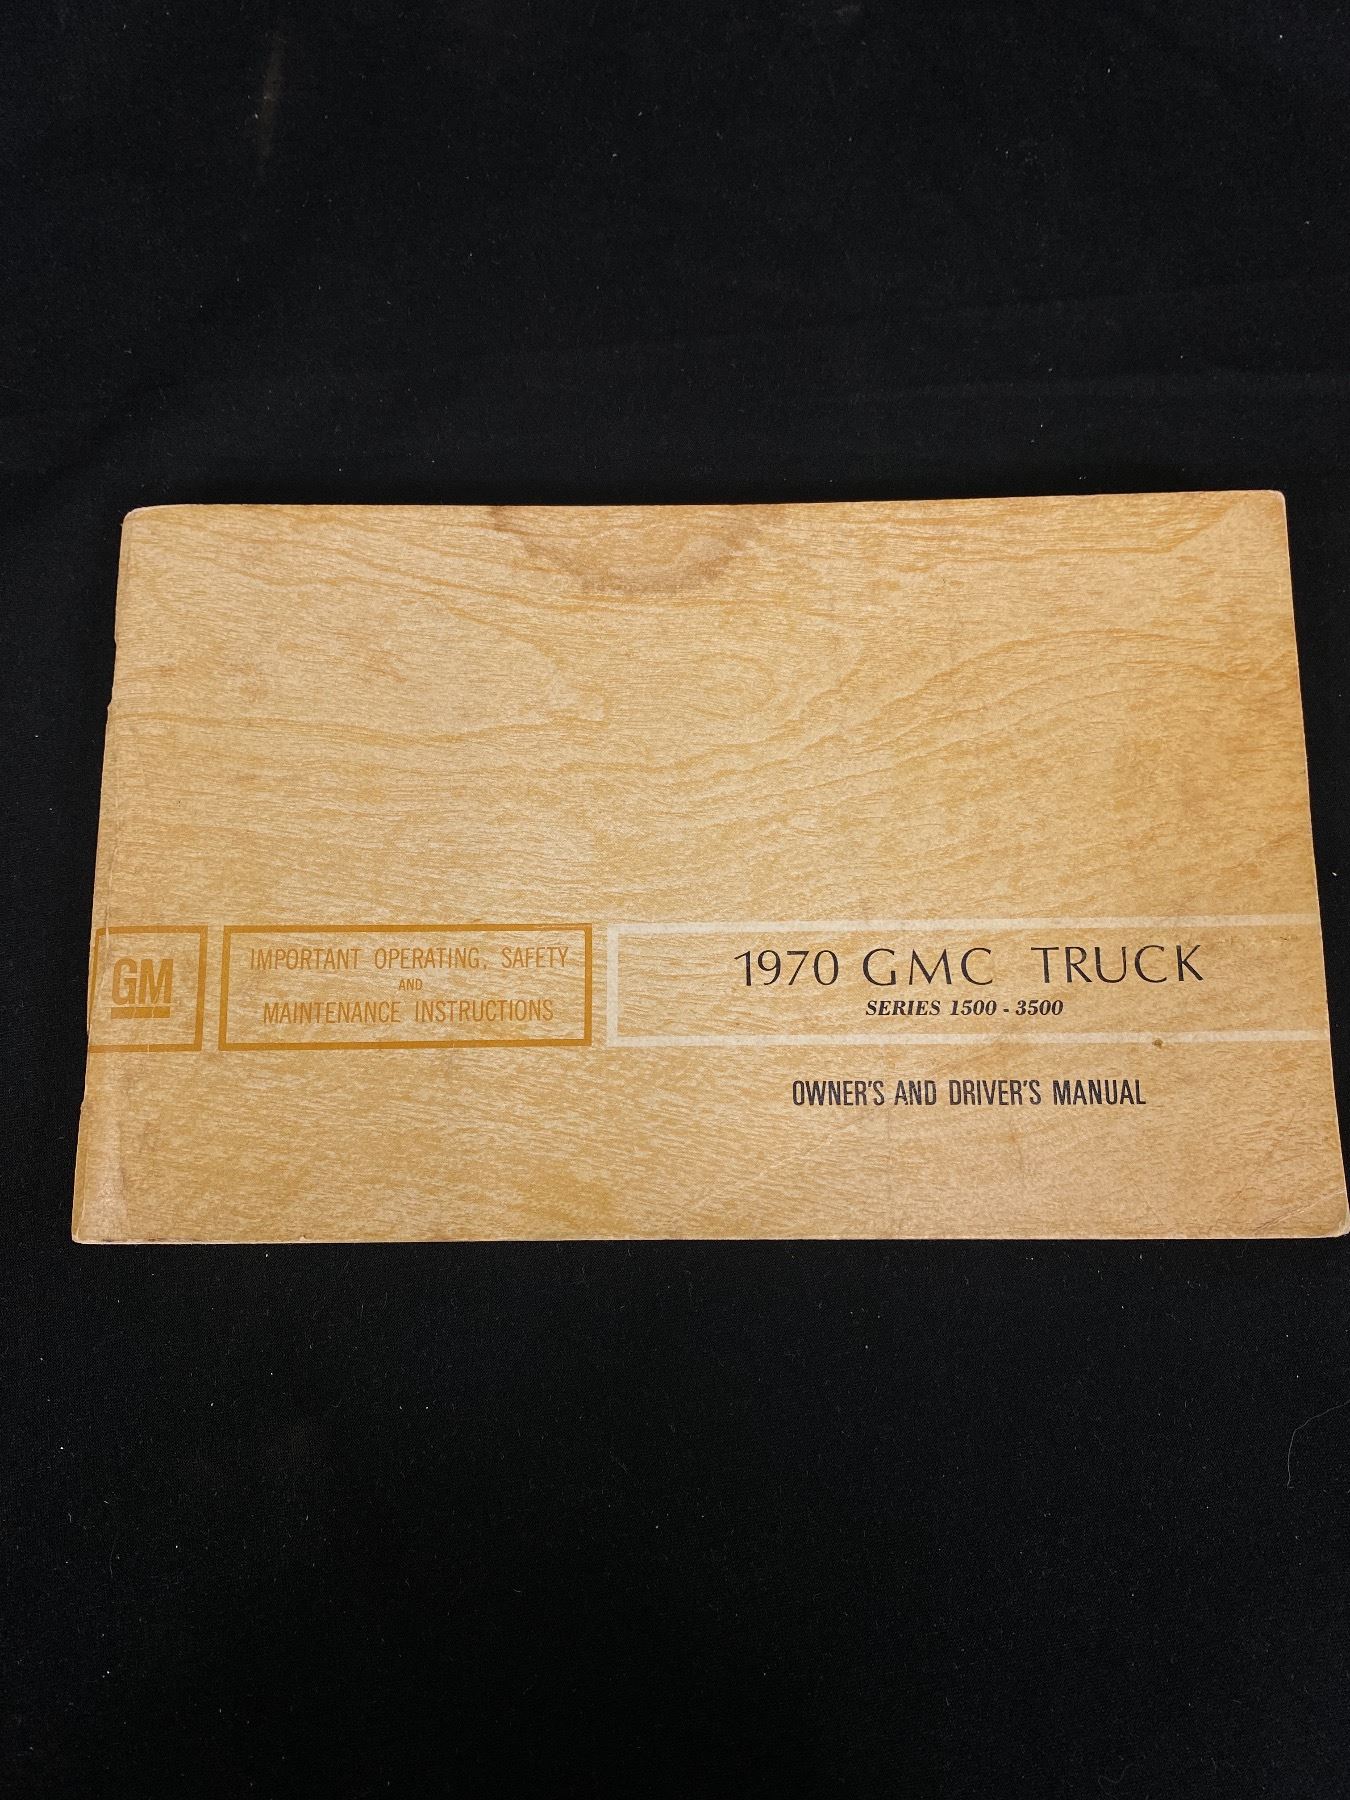 GM
IMPORTANT OPERATING, SAFETY
AND
MAINTENANCE INSTRUCTIONS
1970 GMC TRUCK
SERIES 1500 - 3500
OWNER'S AND DRIVER'S MANUAL